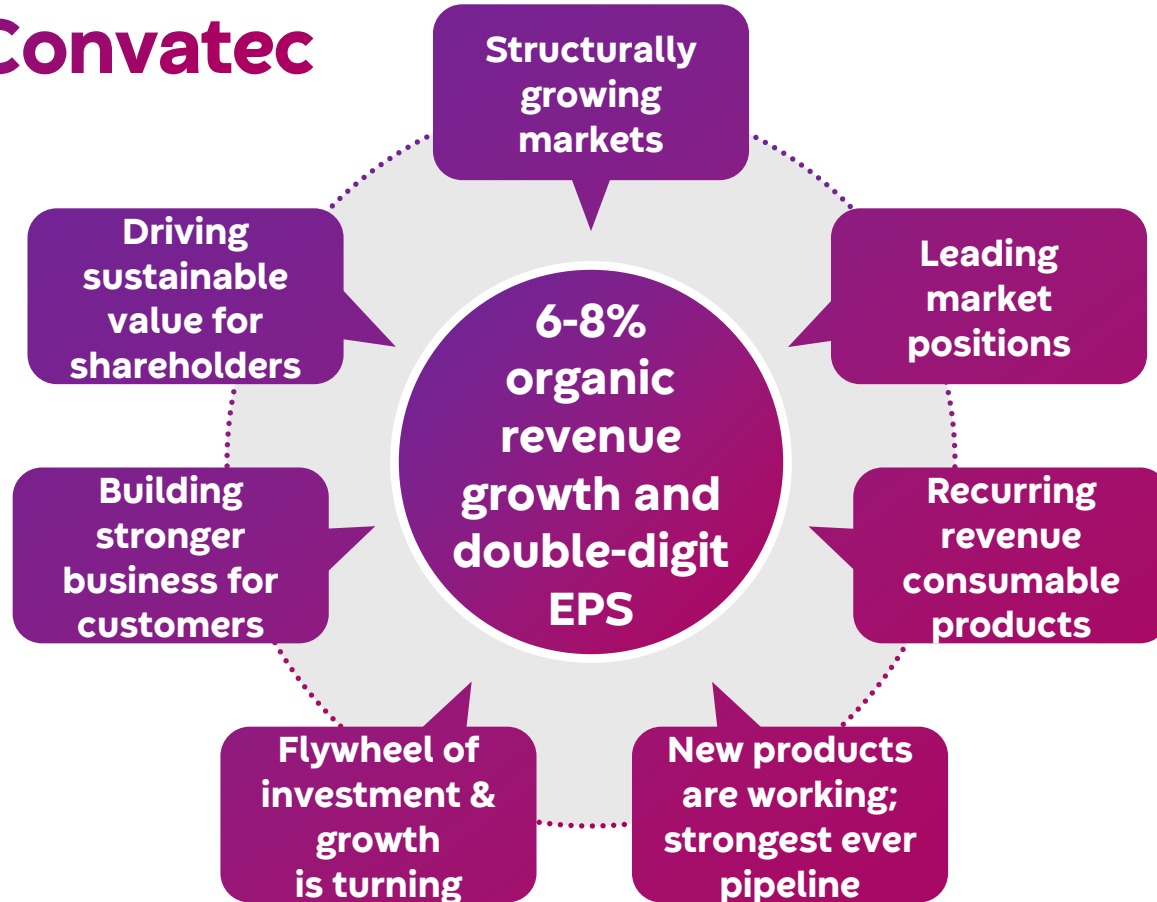 Convatec
Structurally
growing
markets
Leading
market
positions
Recurring
revenue
consumable
products
New products
are working;
strongest ever
pipeline
Flywheel of
investment &
growth
is turning
Building
stronger
business for
customers
Driving
sustainable
value for
shareholders
6-8%
organic
revenue
growth and
double-digit
EPS